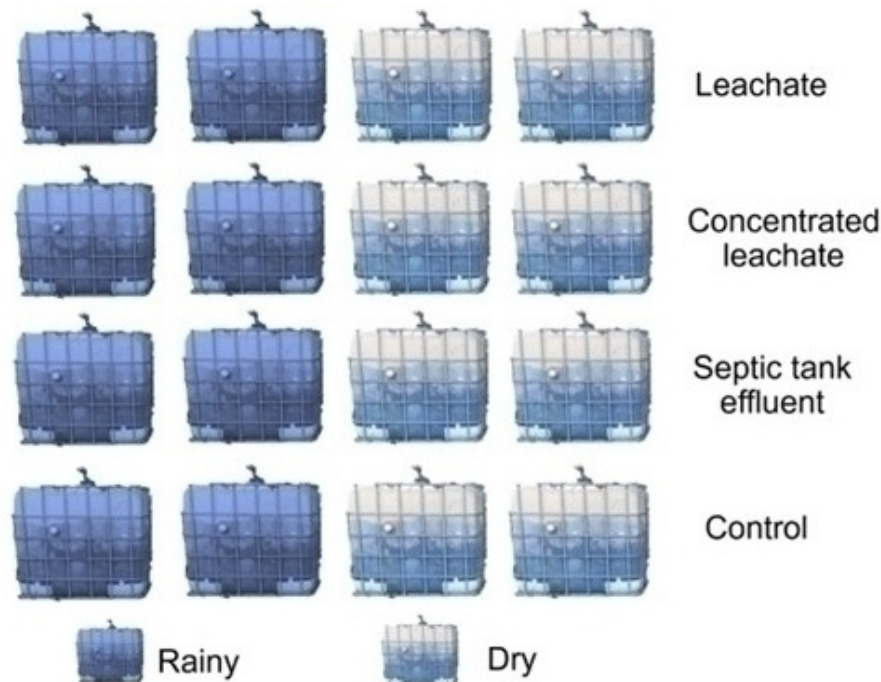 Leachate
Concentrated
leachate
Septic tank
effluent
Control
Rainy
Dry